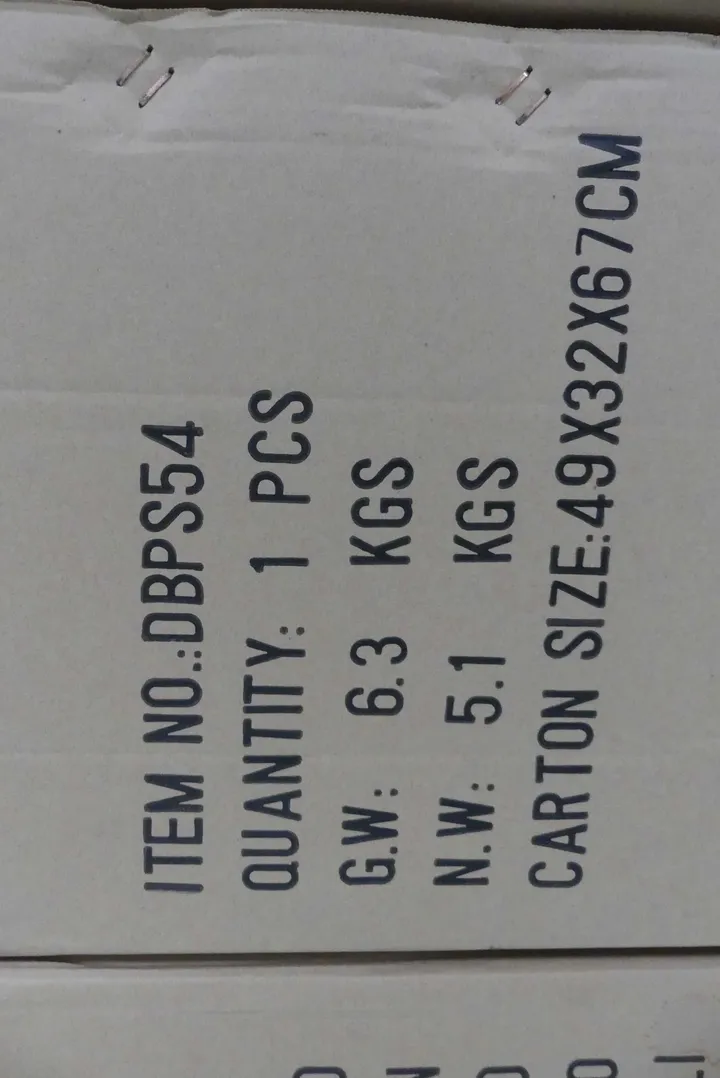 ITEM NO.:DBPS54
QUANTITY: 1 PCS
G.W: 6.3 KGS
N.W: 5.1 KGS
CARTON SIZE:49X32X67CM